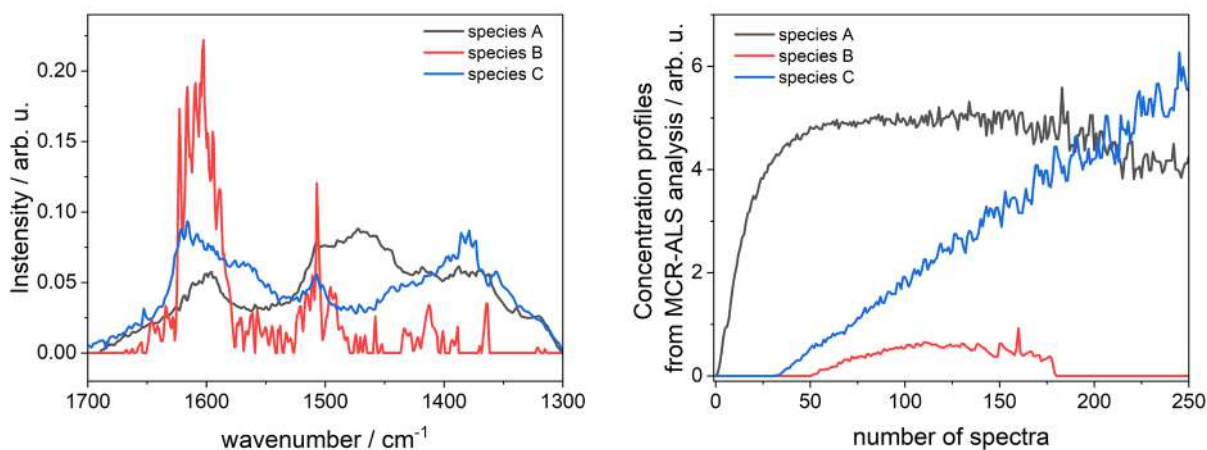 species A
species B
species C
0.20
0.15
0.10
0.05
0.00
Instensity / arb. u.
1700
1600
1500
1400
1300
wavenumber / cm⁻¹
species A
species B
species C
6
4
2
0
Concentration profiles
from MCR-ALS analysis / arb. u.
0
50
100
150
200
250
number of spectra